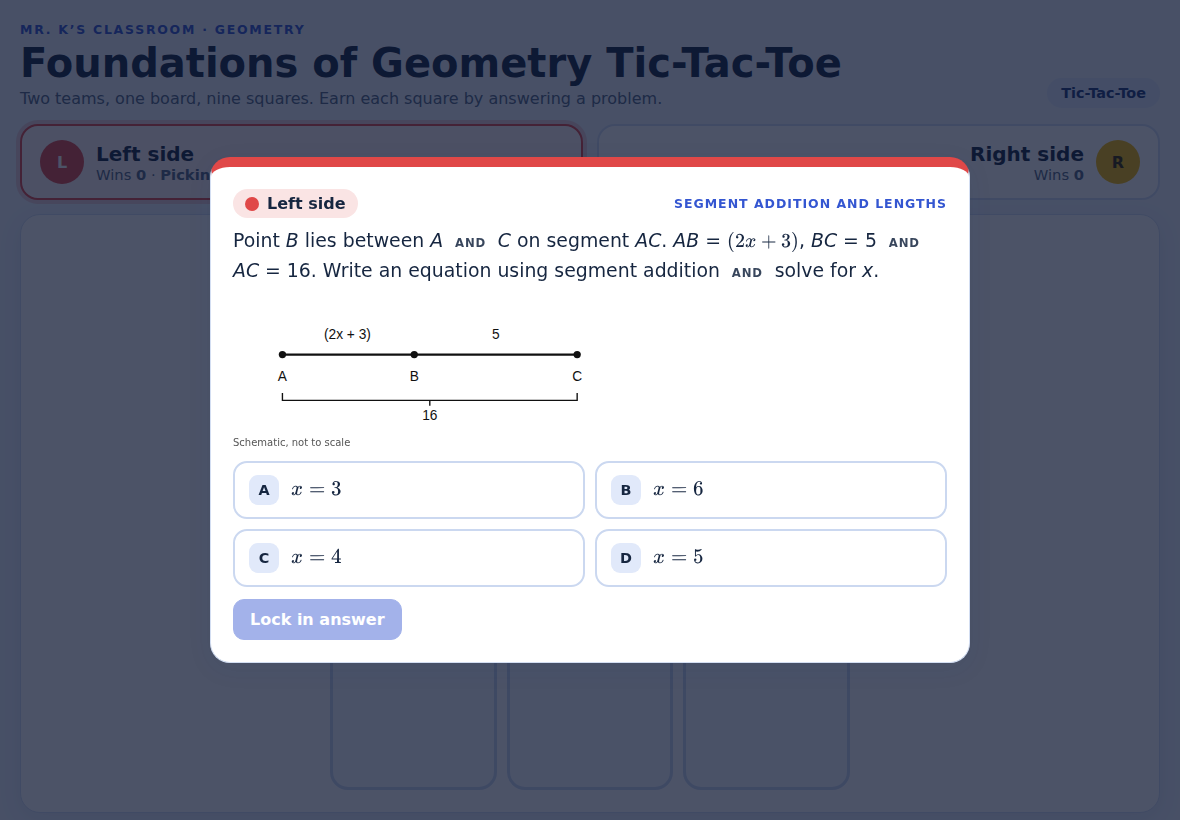 MR. K’S CLASSROOM · GEOMETRY
Foundations of Geometry Tic-Tac-Toe
Two teams, one board, nine squares. Earn each square by answering a problem.
Tic-Tac-Toe
L
Left side
Wins 0 · Pickin
Right side
Wins 0
R
Left side
SEGMENT ADDITION AND LENGTHS
Point B lies between A AND C on segment AC. AB = (2x + 3), BC = 5 AND
AC = 16. Write an equation using segment addition AND solve for x.
(2x + 3) 5
A B C
16
Schematic, not to scale
A x = 3
B x = 6
C x = 4
D x = 5
Lock in answer